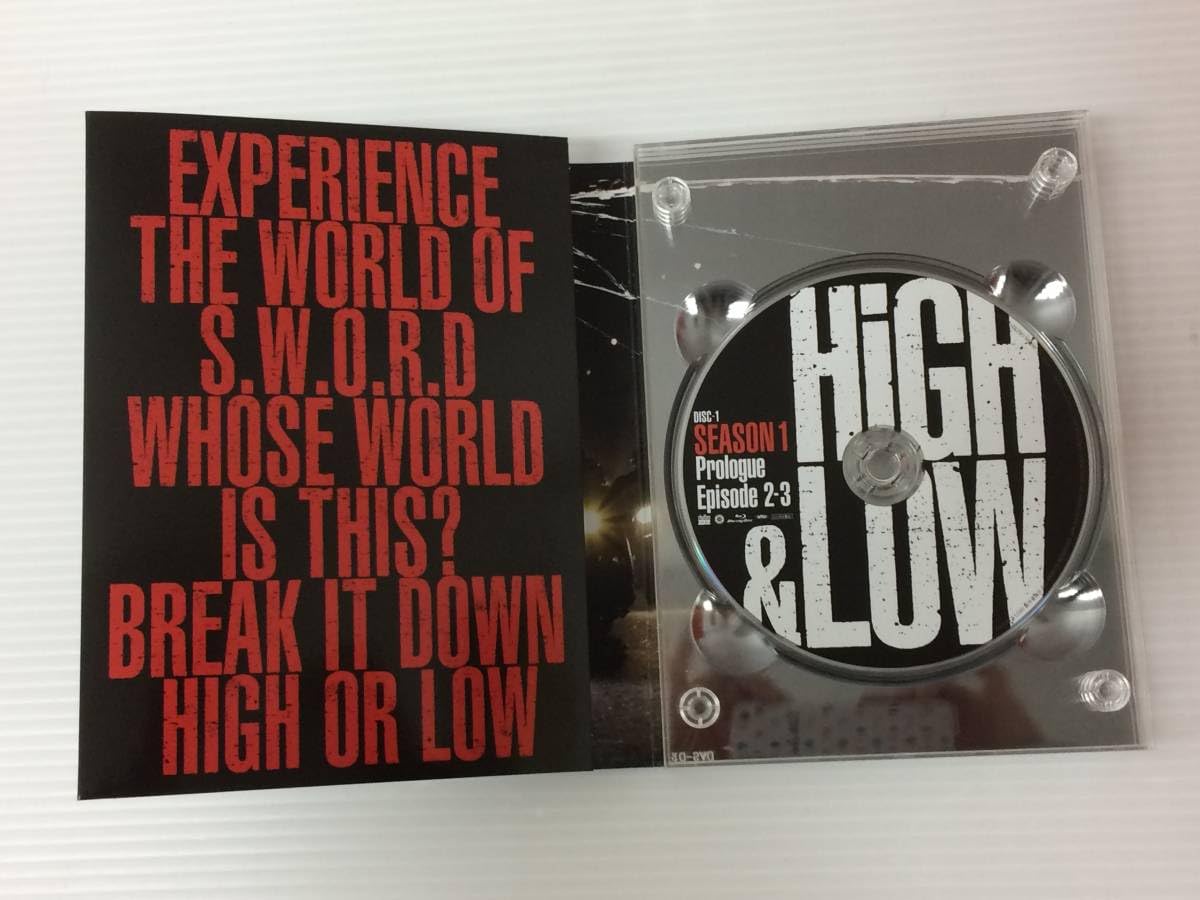 EXPERIENCE
THE WORLD OF
S.W.O.R.D
WHOSE WORLD
IS THIS?
BREAK IT DOWN
HIGH OR LOW
HiGH
&LOW
DISC-1
SEASON 1
Prologue
Episode 2-3